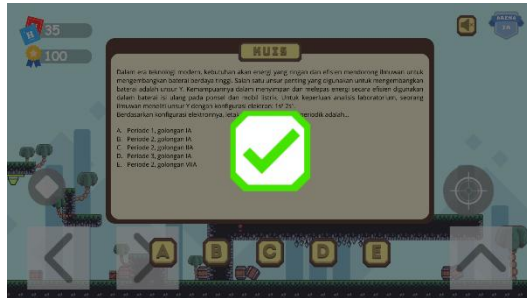 35
100
KUIS
ARENA
Dalam era teknologi modern, kebutuhan akan energi yang ringan dan efisien mendorong ilmuwan untuk
mengembangkan baterai berdaya tinggi. Salah satu unsur penting yang digunakan untuk mengembangkan
baterai adalah unsur Y. Kemampuannya dalam menyimpan dan melepas energi secara efisien digunakan
dalam baterai isi ulang pada ponsel dan mobil listrik. Untuk keperluan analisis laboratorium, seorang
ilmuwan meneliti unsur Y dengan konfigurasi elektron: 1s² 2s¹.
Berdasarkan konfigurasi elektronnya, periodik adalah...
A. Periode 1, golongan IA
B. Periode 2, golongan IA
C. Periode 2, golongan IIA
D. Periode 3, golongan IA
E. Periode 2, golongan VIIA
A B C D E